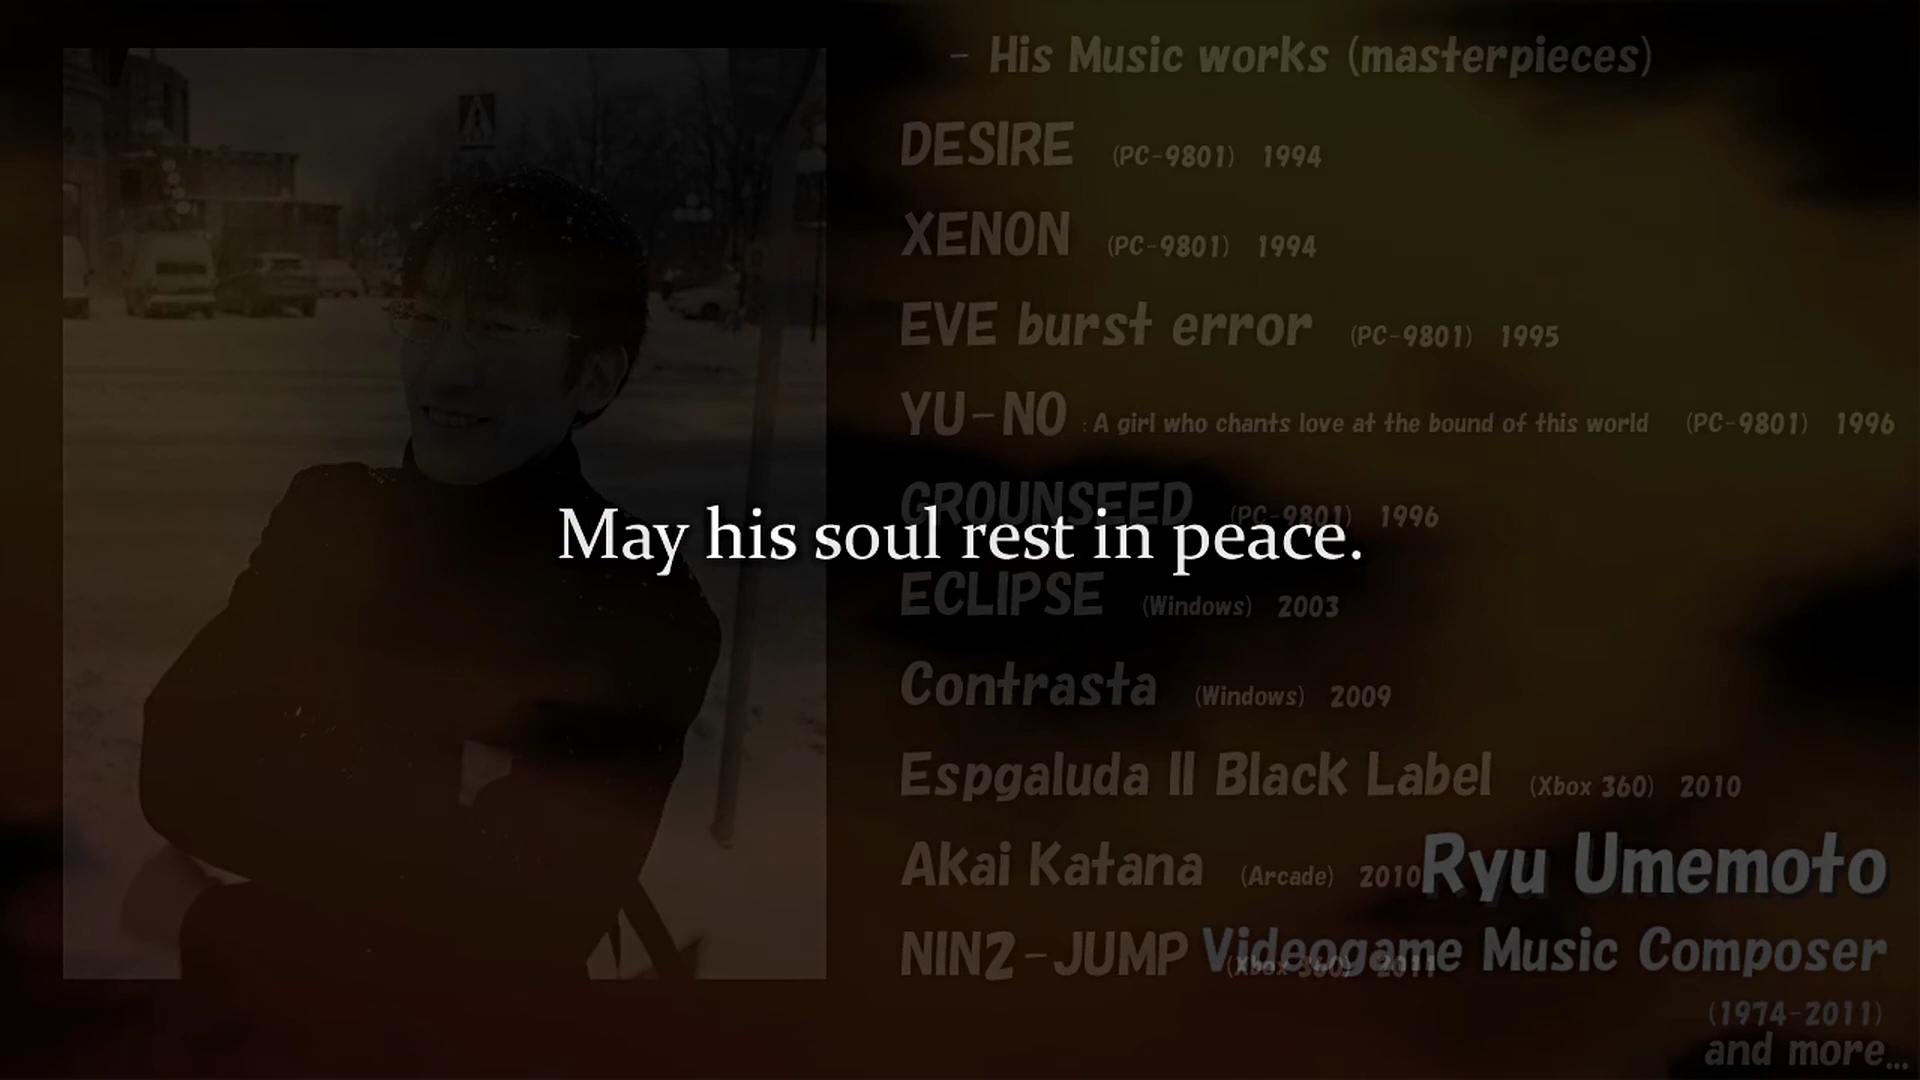 - His Music works (masterpieces)
DESIRE (PC-9801) 1994
XENON (PC-9801) 1994
EVE burst error (PC-9801) 1995
YU-NO : A girl who chants love at the bound of this world (PC-9801) 1996
GROUNSEED (PC-9801) 1996
May his soul rest in peace.
ECLIPSE (Windows) 2003
Contrasta (Windows) 2009
Espgaluda II Black Label (Xbox 360) 2010
Akai Katana (Arcade) 2010
Ryu Umemoto
NIN2-JUMP (Xbox 360) 2011
Videogame Music Composer
(1974-2011)
and more...